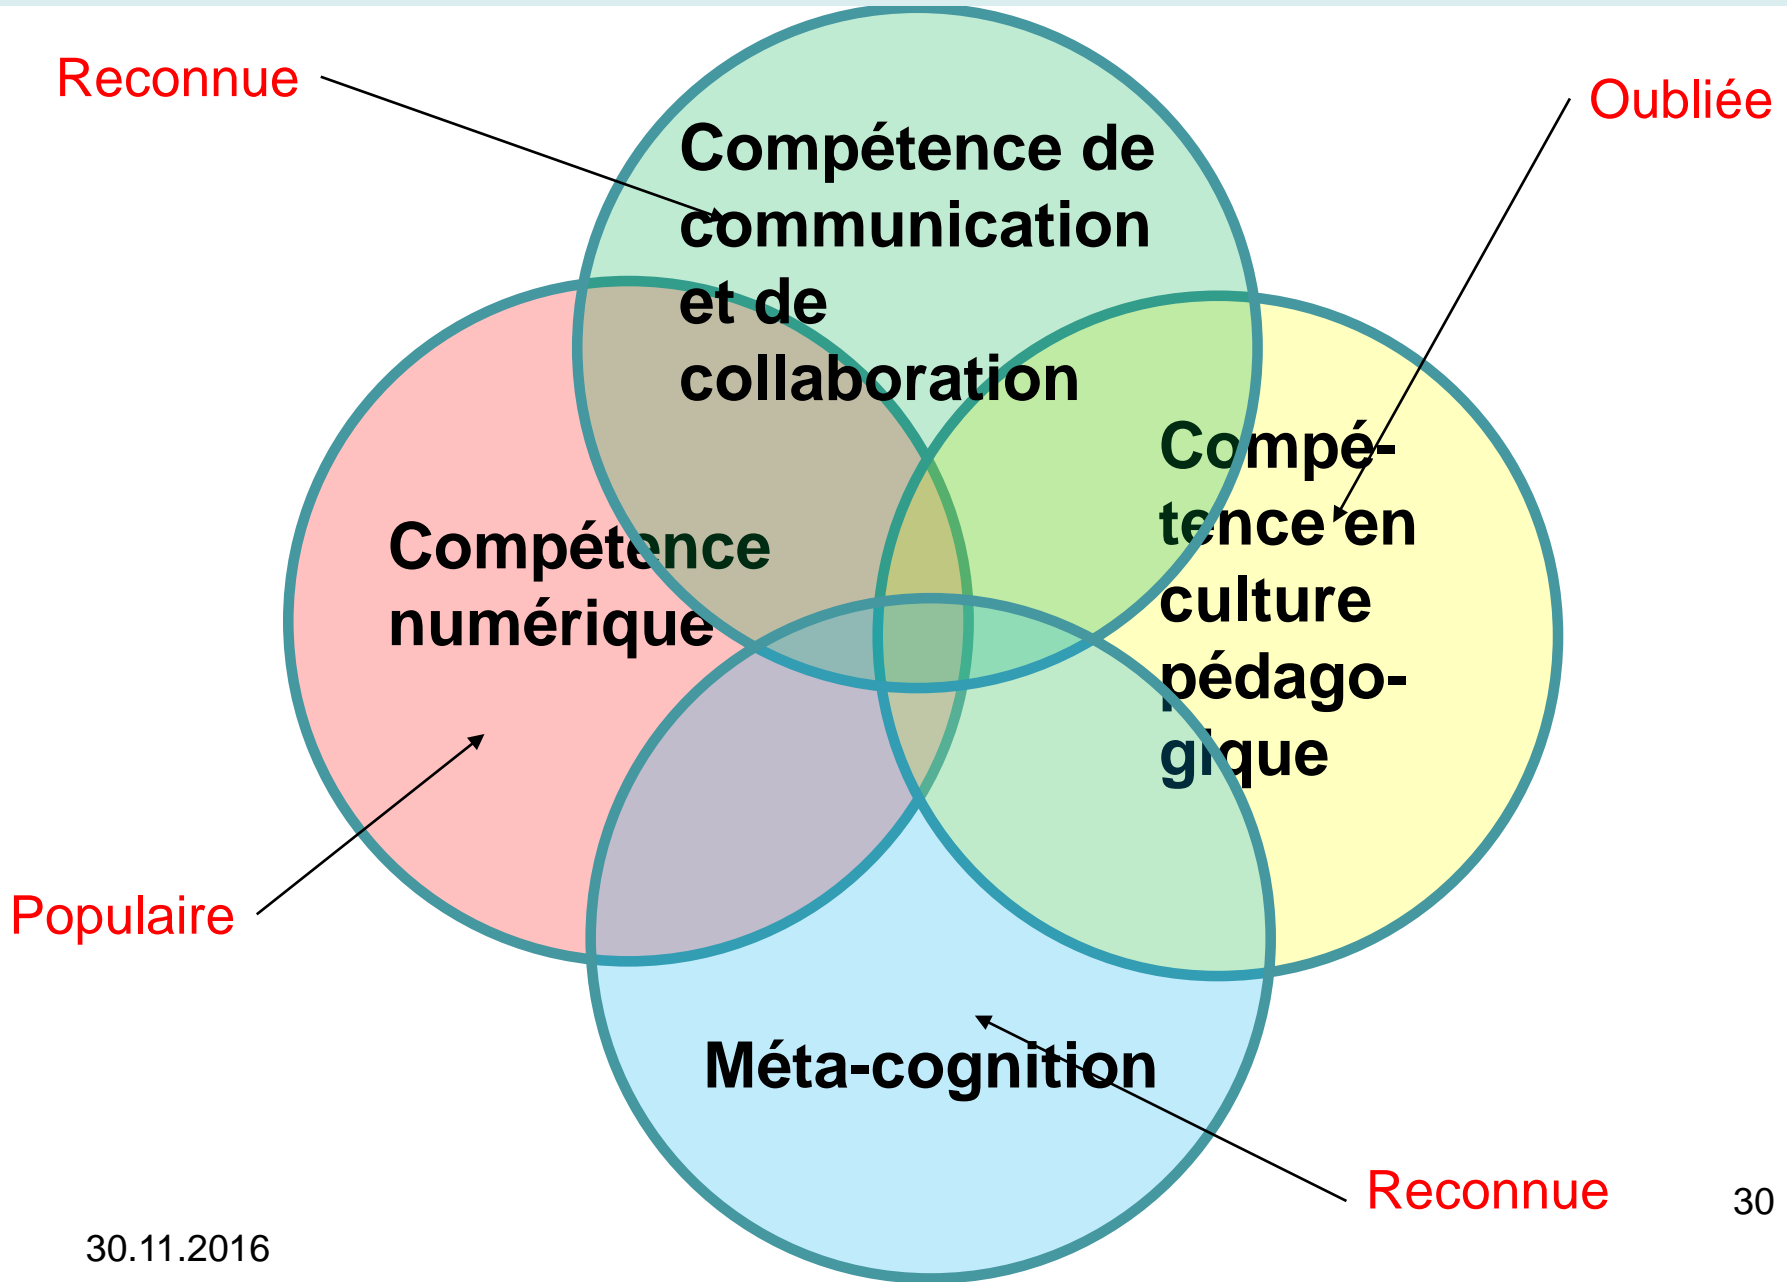 Reconnue
Oubliée
Compétence de
communication
et de
collaboration
Compé-
tence en
culture
pédago-
gique
Compétence
numérique
Populaire
Méta-cognition
Reconnue
30
30.11.2016